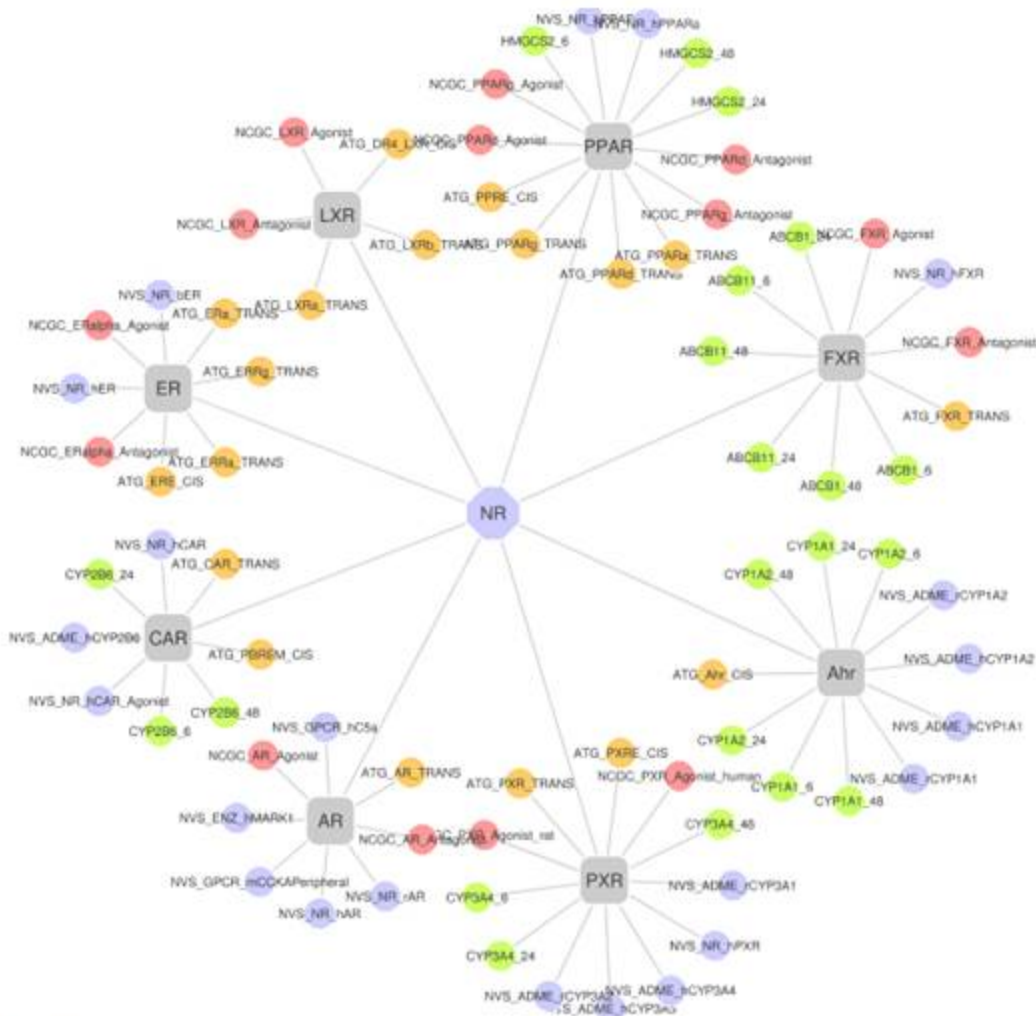 NVS_NR_hPPARa
HMGCS2_6
HMGCS2_48
NCGC_PPARg_Agonist
HMGCS2_24
NCGC_LXR_Agonist
ATG_DR4_LXR_CIS
NCGC_PPARd_Agonist
PPAR
NCGC_PPARd_Antagonist
ATG_PPRE_CIS
LXR
NCGC_LXR_Antagonist
NCGC_PPARg_Antagonist
NCGC_FXR_Agonist
ATG_LXRb_TRANS
ATG_PPARg_TRANS
ATG_PPARa_TRANS
ATG_PPARd_TRANS
ABCB11_6
NVS_NR_hFXR
NVS_NR_bER
ATG_ERa_TRANS
ATG_LXRa_TRANS
NCGC_ERalpha_Agonist
ABCB11_48
FXR
NCGC_FXR_Antagonist
ATG_ERRg_TRANS
NVS_NR_hER
ER
ATG_FXR_TRANS
NCGC_ERalpha_Antagonist
ATG_ERRa_TRANS
ATG_ERE_CIS
ABCB11_24
ABCB1_6
ABCB1_48
NR
NVS_NR_hCAR
CYP1A1_24
CYP1A2_6
CYP2B6_24
ATG_CAR_TRANS
CYP1A2_48
NVS_ADME_rCYP1A2
NVS_ADME_hCYP2B6
CAR
ATG_PBREM_CIS
NVS_ADME_hCYP1A2
ATG_Ahr_CIS
Ahr
NVS_NR_hCAR_Agonist
CYP2B6_48
CYP2B6_6
NVS_ADME_hCYP1A1
NVS_GPCR_hC5a
CYP1A2_24
NCGC_AR_Agonist
ATG_AR_TRANS
ATG_PXRE_CIS
ATG_PXR_TRANS
NCGC_PXR_Agonist_human
NVS_ADME_rCYP1A1
CYP1A1_6
CYP1A1_48
NVS_ENZ_hMARK1
AR
NCGC_AR_Antagonist
CYP3A4_48
NVS_GPCR_mCCKAPeripheral
CYP3A4_6
PXR
NVS_ADME_rCYP3A1
NVS_NR_rAR
NVS_NR_hAR
CYP3A4_24
NVS_NR_hPXR
NVS_ADME_rCYP3A2
NVS_ADME_hCYP3A4